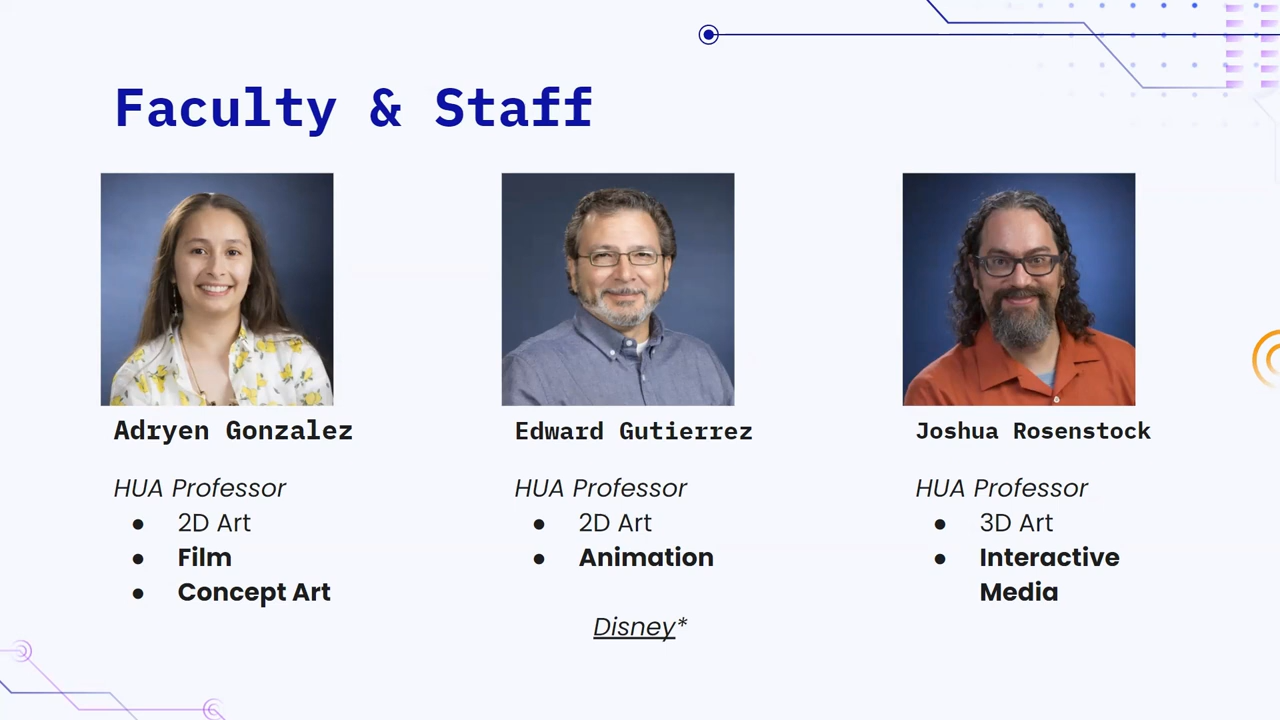 Faculty & Staff
Adryen Gonzalez
HUA Professor
● 2D Art
● Film
● Concept Art
Edward Gutierrez
HUA Professor
● 2D Art
● Animation
Disney*
Joshua Rosenstock
HUA Professor
● 3D Art
● Interactive
Media